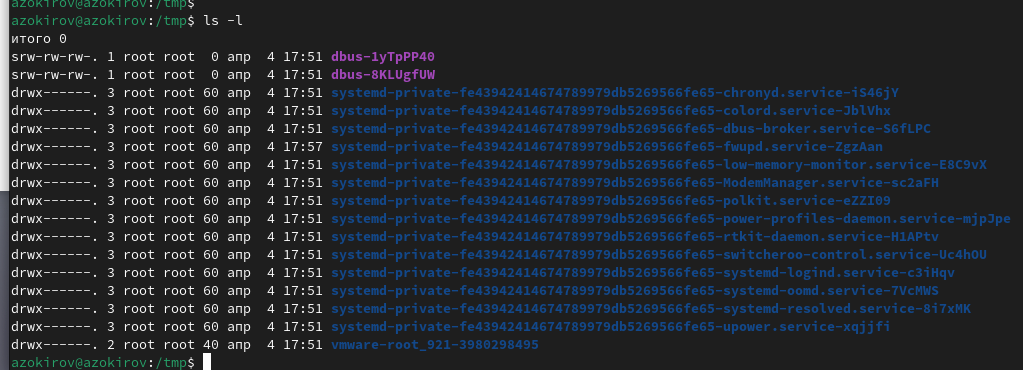 azokirov@azokirov:/tmp$
azokirov@azokirov:/tmp$ ls -l
итого 0
srw-rw-rw-. 1 root root  0 апр  4 17:51 dbus-1yTpPP40
srw-rw-rw-. 1 root root  0 апр  4 17:51 dbus-8KLUgfUW
drwx------. 3 root root 60 апр  4 17:51 systemd-private-fe43942414674789979db5269566fe65-chronyd.service-iS46jY
drwx------. 3 root root 60 апр  4 17:51 systemd-private-fe43942414674789979db5269566fe65-colord.service-JblVhx
drwx------. 3 root root 60 апр  4 17:51 systemd-private-fe43942414674789979db5269566fe65-dbus-broker.service-S6fLPC
drwx------. 3 root root 60 апр  4 17:57 systemd-private-fe43942414674789979db5269566fe65-fwupd.service-ZgzAan
drwx------. 3 root root 60 апр  4 17:51 systemd-private-fe43942414674789979db5269566fe65-low-memory-monitor.service-E8C9vX
drwx------. 3 root root 60 апр  4 17:51 systemd-private-fe43942414674789979db5269566fe65-ModemManager.service-sc2aFH
drwx------. 3 root root 60 апр  4 17:51 systemd-private-fe43942414674789979db5269566fe65-polkit.service-eZZI09
drwx------. 3 root root 60 апр  4 17:51 systemd-private-fe43942414674789979db5269566fe65-power-profiles-daemon.service-mjpJpe
drwx------. 3 root root 60 апр  4 17:51 systemd-private-fe43942414674789979db5269566fe65-rtkit-daemon.service-H1APtv
drwx------. 3 root root 60 апр  4 17:51 systemd-private-fe43942414674789979db5269566fe65-switcheroo-control.service-Uc4hOU
drwx------. 3 root root 60 апр  4 17:51 systemd-private-fe43942414674789979db5269566fe65-systemd-logind.service-c3iHqv
drwx------. 3 root root 60 апр  4 17:51 systemd-private-fe43942414674789979db5269566fe65-systemd-oomd.service-7VcMWS
drwx------. 3 root root 60 апр  4 17:51 systemd-private-fe43942414674789979db5269566fe65-systemd-resolved.service-8i7xMK
drwx------. 3 root root 60 апр  4 17:51 systemd-private-fe43942414674789979db5269566fe65-upower.service-xqjjfi
drwx------. 2 root root 40 апр  4 17:51 vmware-root_921-3980298495
azokirov@azokirov:/tmp$